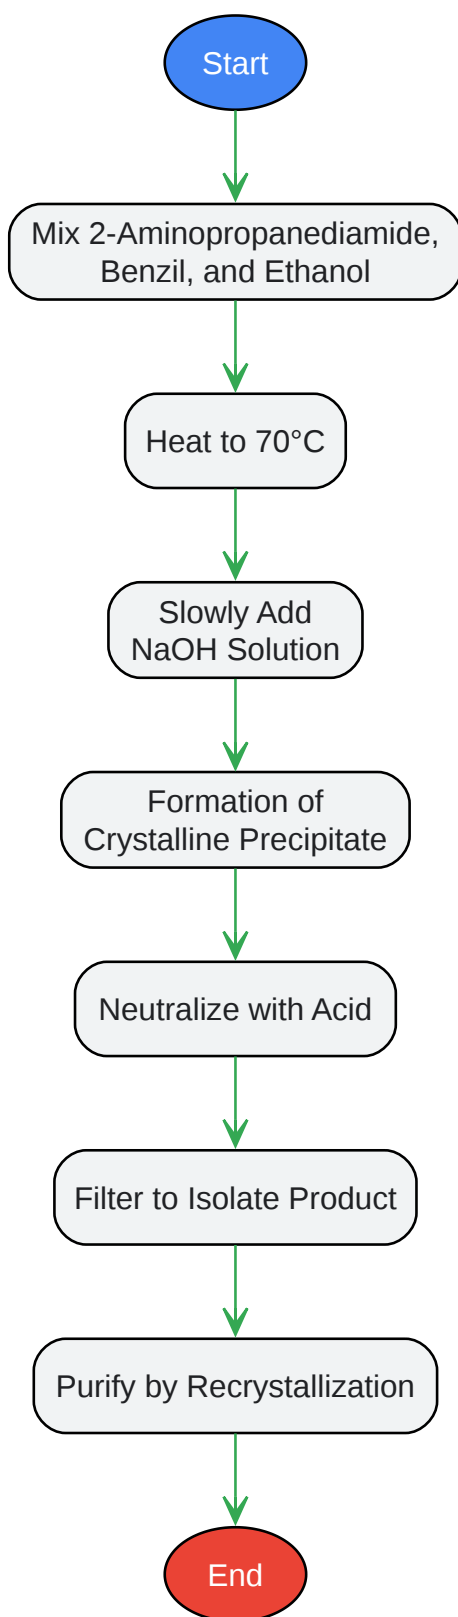 Start
Mix 2-Aminopropanediamide,
Benzil, and Ethanol
Heat to 70°C
Slowly Add
NaOH Solution
Formation of
Crystalline Precipitate
Neutralize with Acid
Filter to Isolate Product
Purify by Recrystallization
End